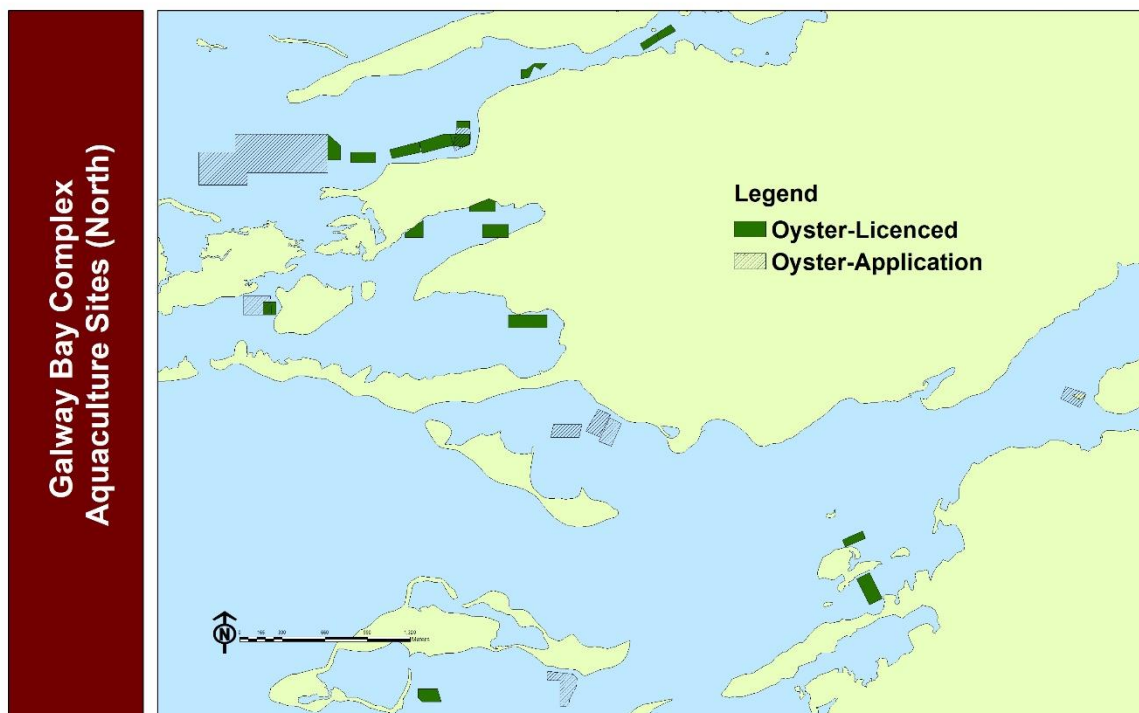 Galway Bay Complex
Aquaculture Sites (North)
Legend
Oyster-Licenced
Oyster-Application
N
Meters